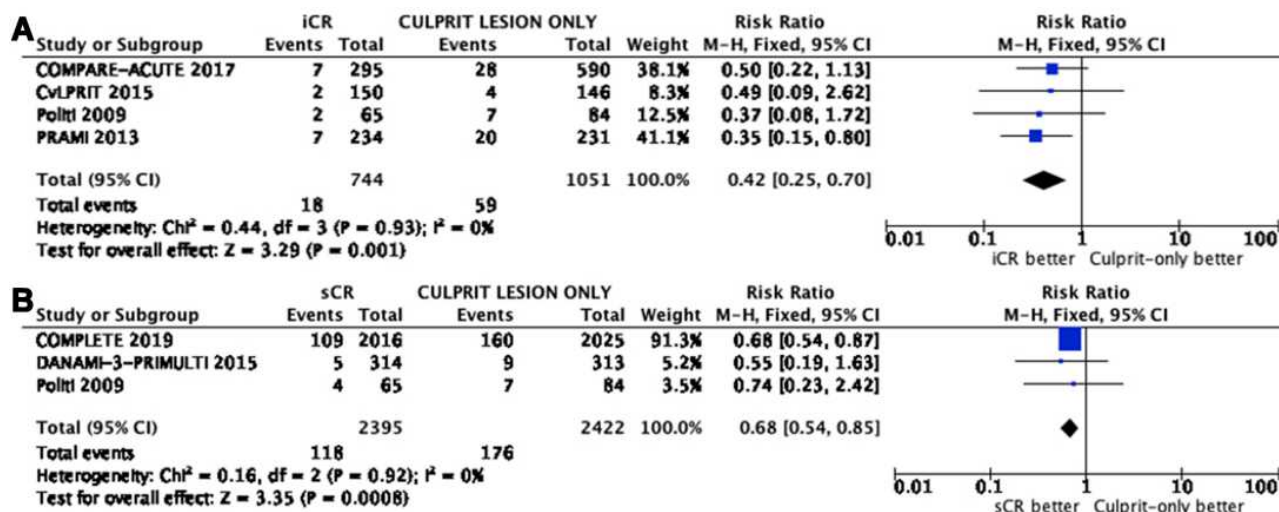 A
iCR CULPRIT LESION ONLY Risk Ratio Risk Ratio
Study or Subgroup Events Total Events Total Weight M-H, Fixed, 95% CI M-H, Fixed, 95% CI
COMPARE-ACUTE 2017 7 295 28 590 38.1% 0.50 [0.22, 1.13]
CvLPRIT 2015 2 150 4 146 8.3% 0.49 [0.09, 2.62]
Politi 2009 2 65 7 84 12.5% 0.37 [0.08, 1.72]
PRAMI 2013 7 234 20 231 41.1% 0.35 [0.15, 0.80]
Total (95% CI) 744 1051 100.0% 0.42 [0.25, 0.70]
Total events 18 59
Heterogeneity: Chi² = 0.44, df = 3 (P = 0.93); I² = 0%
Test for overall effect: Z = 3.29 (P = 0.001)
0.01 0.1 1 10 100
iCR better Culprit-only better
B
sCR CULPRIT LESION ONLY Risk Ratio Risk Ratio
Study or Subgroup Events Total Events Total Weight M-H, Fixed, 95% CI M-H, Fixed, 95% CI
COMPLETE 2019 109 2016 160 2025 91.3% 0.68 [0.54, 0.87]
DANAMI-3-PRIMULTI 2015 5 314 9 313 5.2% 0.55 [0.19, 1.63]
Politi 2009 4 65 7 84 3.5% 0.74 [0.23, 2.42]
Total (95% CI) 2395 2422 100.0% 0.68 [0.54, 0.85]
Total events 118 176
Heterogeneity: Chi² = 0.16, df = 2 (P = 0.92); I² = 0%
Test for overall effect: Z = 3.35 (P = 0.0008)
0.01 0.1 1 10 100
sCR better Culprit-only better